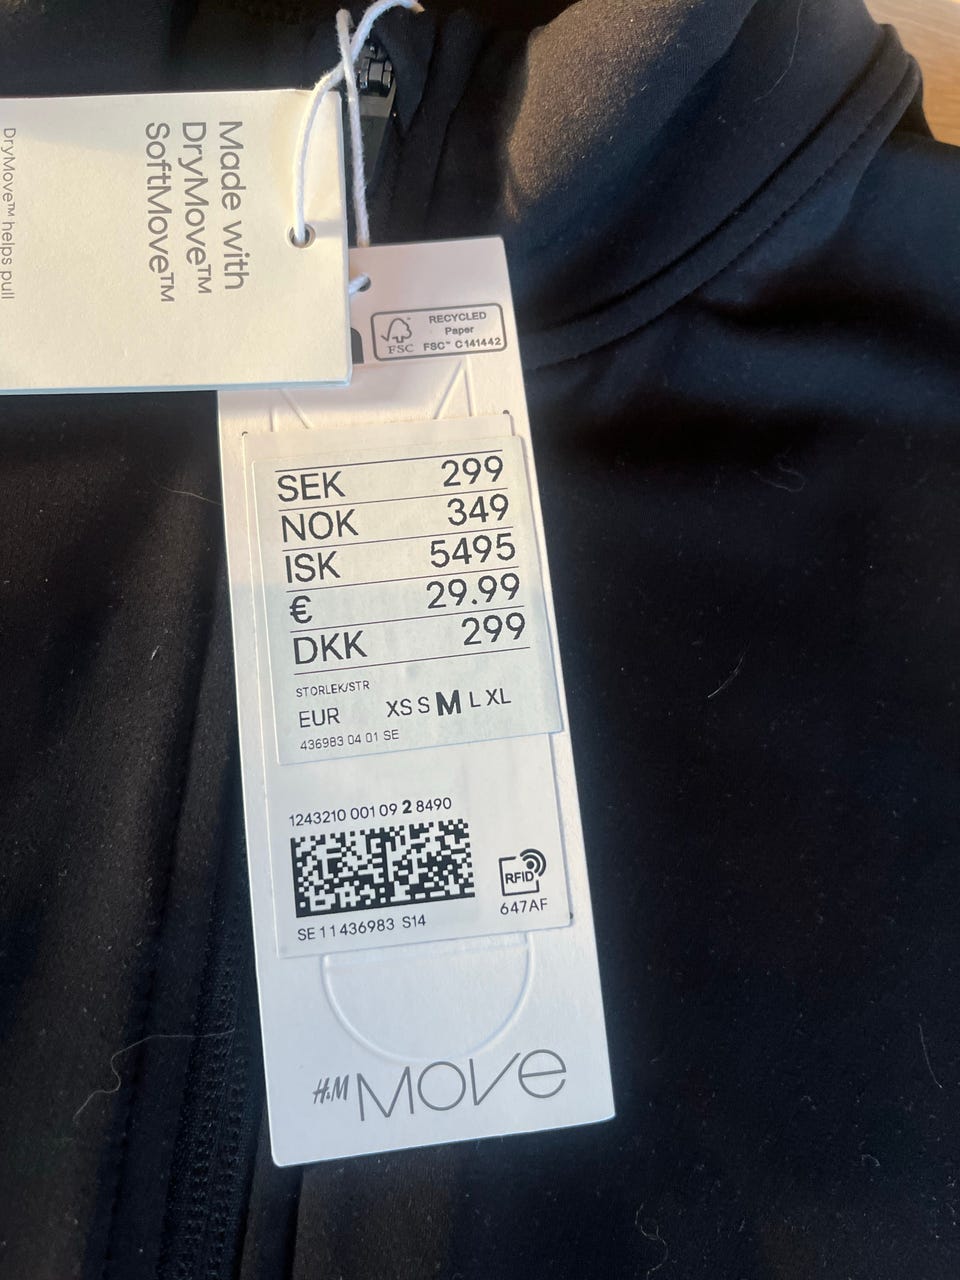 Made with
DryMove™
SoftMove™
DryMove™ helps pull
RECYCLED
Paper
FSC™ C141442
FSC
SEK 299
NOK 349
ISK 5495
€ 29.99
DKK 299
STORLEK/STR
EUR XS S M L XL
436983 04 01 SE
1243210 001 09 2 8490
RFID
647AF
SE 11436983 S14
H&M MOVE